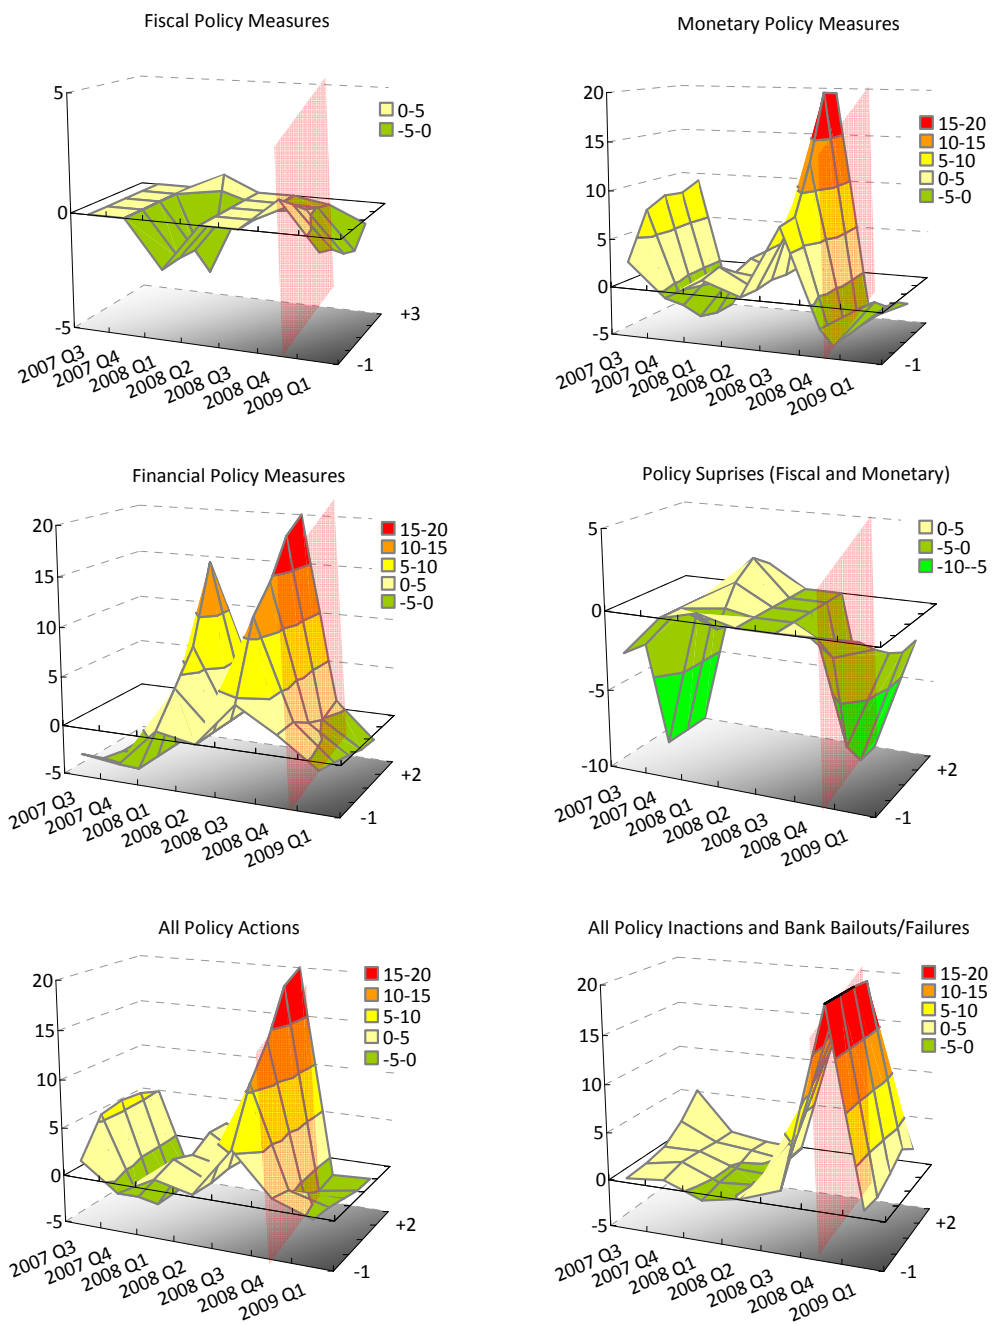 Fiscal Policy Measures
5
0
-5
0-5
-5-0
2007 Q3
2007 Q4
2008 Q1
2008 Q2
2008 Q3
2008 Q4
2009 Q1
-1
+3
Monetary Policy Measures
20
15
10
5
0
-5
15-20
10-15
5-10
0-5
-5-0
2007 Q3
2007 Q4
2008 Q1
2008 Q2
2008 Q3
2008 Q4
2009 Q1
-1
+2
Financial Policy Measures
20
15
10
5
0
-5
15-20
10-15
5-10
0-5
-5-0
2007 Q3
2007 Q4
2008 Q1
2008 Q2
2008 Q3
2008 Q4
2009 Q1
-1
+2
Policy Suprises (Fiscal and Monetary)
5
0
-5
-10
0-5
-5-0
-10--5
2007 Q3
2007 Q4
2008 Q1
2008 Q2
2008 Q3
2008 Q4
2009 Q1
-1
+2
All Policy Actions
20
15
10
5
0
-5
15-20
10-15
5-10
0-5
-5-0
2007 Q3
2007 Q4
2008 Q1
2008 Q2
2008 Q3
2008 Q4
2009 Q1
-1
+2
All Policy Inactions and Bank Bailouts/Failures
20
15
10
5
0
-5
15-20
10-15
5-10
0-5
-5-0
2007 Q3
2007 Q4
2008 Q1
2008 Q2
2008 Q3
2008 Q4
2009 Q1
-1
+2